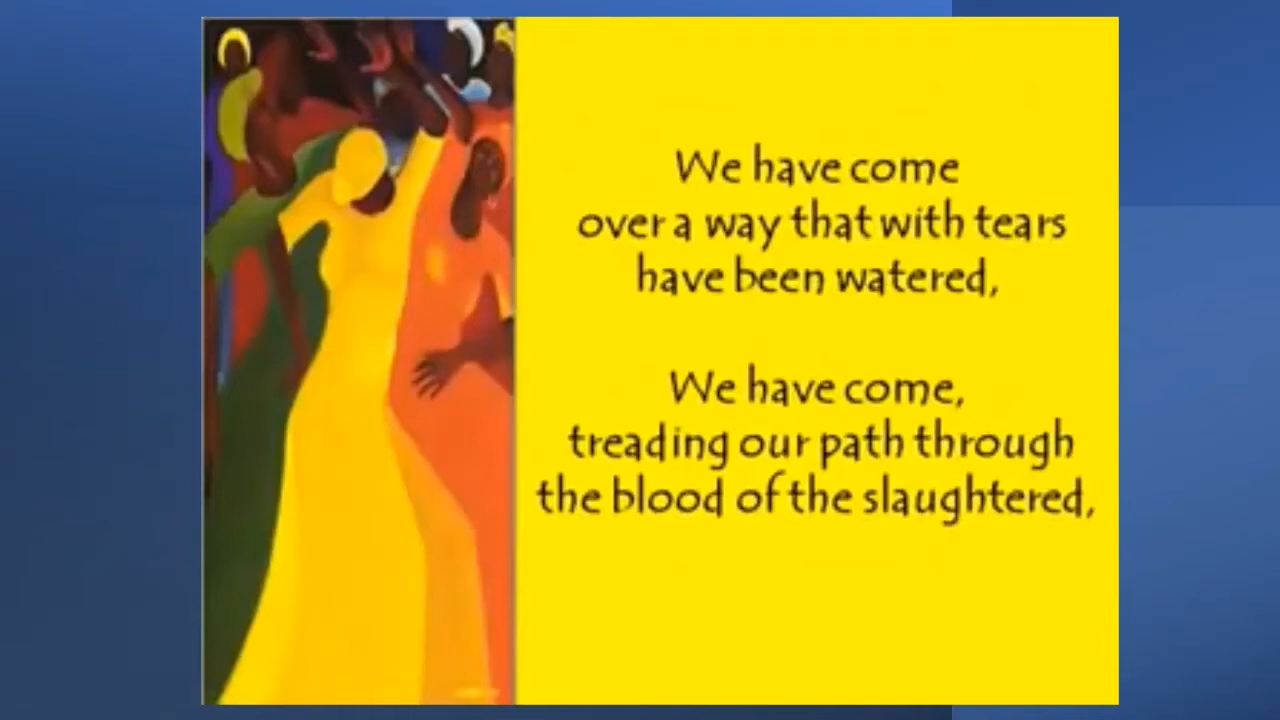 We have come
over a way that with tears
have been watered,
We have come,
treading our path through
the blood of the slaughtered,